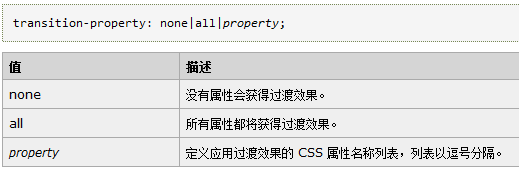 transition-property: none|all|property;
值 描述
none 没有属性会获得过渡效果。
all 所有属性都将获得过渡效果。
property 定义应用过渡效果的 CSS 属性名称列表，列表以逗号分隔。